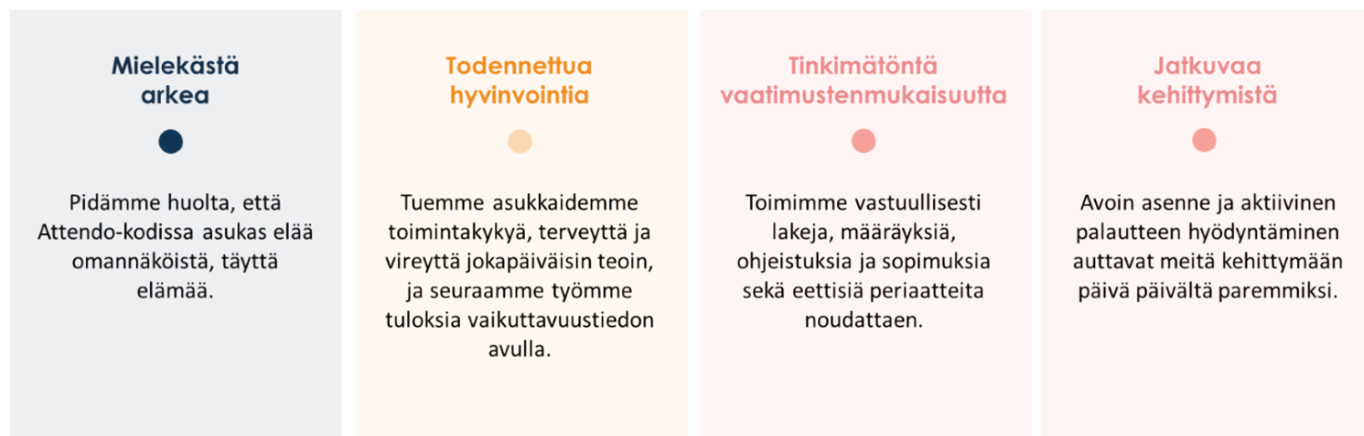 Mielekästä
arkea
Pidämme huolta, että
Attendo-kodissa asukas elää
omannäköistä, täyttä
elämää.
Todennettua
hyvinvointia
Tuemme asukkaidemme
toimintakykyä, terveyttä ja
vireyttä jokapäiväisin teoin,
ja seuraamme työmme
tuloksia vaikuttavuustiedon
avulla.
Tinkimätöntä
vaatimustenmukaisuutta
Toimimme vastuullisesti
lakeja, määräyksiä,
ohjeistuksia ja sopimuksia
sekä eettisiä periaatteita
noudattaen.
Jatkuvaa
kehittymistä
Avoin asenne ja aktiivinen
palautteen hyödyntäminen
auttavat meitä kehittymään
päivä päivältä paremmiksi.